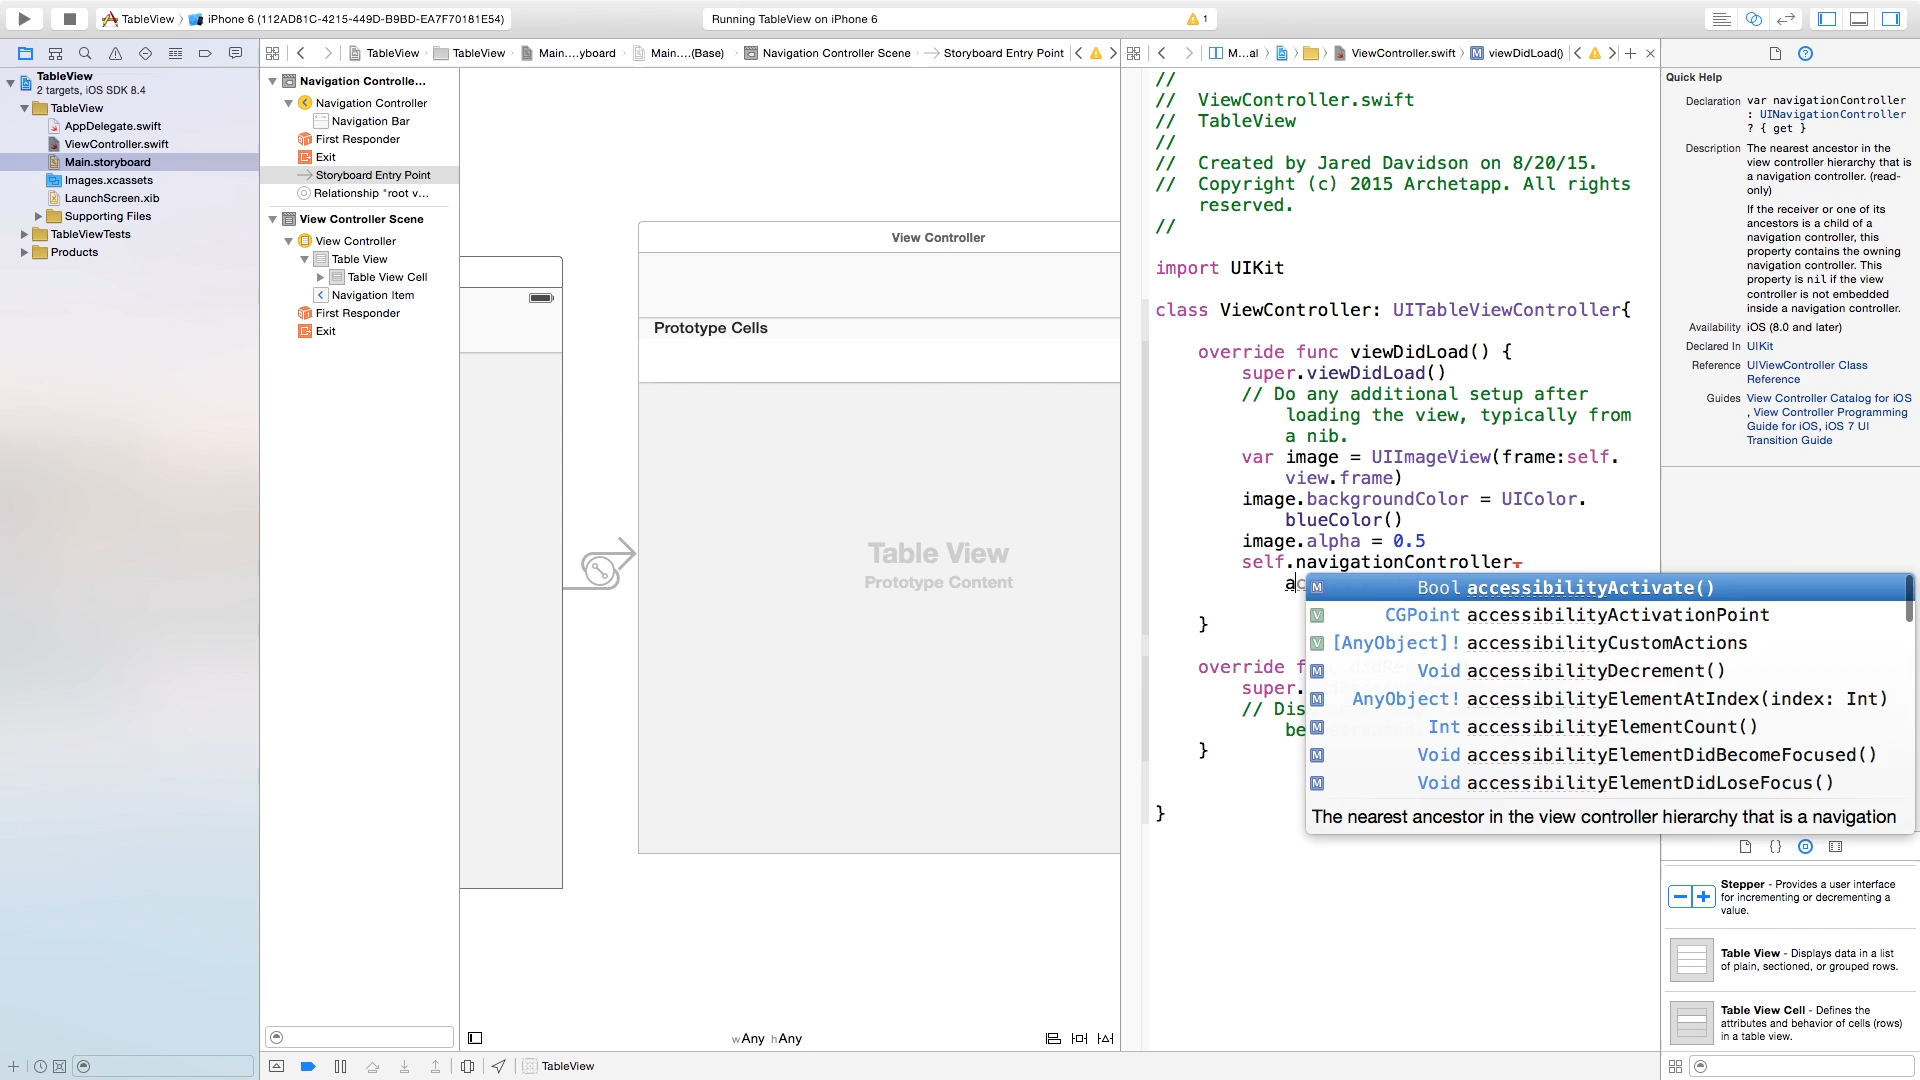 TableView
iPhone 6 (112AD81C-4215-449D-B9BD-EA7F70181E54)
Running TableView on iPhone 6
1
TableView
TableView
Main....yboard
Main....(Base)
Navigation Controller Scene
Storyboard Entry Point
M...al
ViewController.swift
viewDidLoad()
TableView
2 targets, iOS SDK 8.4
TableView
AppDelegate.swift
ViewController.swift
Main.storyboard
Images.xcassets
LaunchScreen.xib
Supporting Files
TableViewTests
Products
Navigation Controlle...
Navigation Controller
Navigation Bar
First Responder
Exit
Storyboard Entry Point
Relationship "root v...
View Controller Scene
View Controller
Table View
Table View Cell
Navigation Item
First Responder
Exit
View Controller
Prototype Cells
Table View
Prototype Content
wAny hAny
//
// ViewController.swift
// TableView
//
// Created by Jared Davidson on 8/20/15.
// Copyright (c) 2015 Archetapp. All rights
reserved.
//
import UIKit
class ViewController: UITableViewController{
override func viewDidLoad() {
super.viewDidLoad()
// Do any additional setup after
loading the view, typically from
a nib.
var image = UIImageView(frame:self.
view.frame)
image.backgroundColor = UIColor.
blueColor()
image.alpha = 0.5
self.navigationController.
ac
}
override f
super.
// Dis
be
}
}
Bool accessibilityActivate()
CGPoint accessibilityActivationPoint
[AnyObject]! accessibilityCustomActions
Void accessibilityDecrement()
AnyObject! accessibilityElementAtIndex(index: Int)
Int accessibilityElementCount()
Void accessibilityElementDidBecomeFocused()
Void accessibilityElementDidLoseFocus()
The nearest ancestor in the view controller hierarchy that is a navigation
Quick Help
Declaration var navigationController
: UINavigationController
? { get }
Description The nearest ancestor in the
view controller hierarchy that is
a navigation controller. (read-
only)
If the receiver or one of its
ancestors is a child of a
navigation controller, this
property contains the owning
navigation controller. This
property is nil if the view
controller is not embedded
inside a navigation controller.
Availability iOS (8.0 and later)
Declared In UIKit
Reference UIViewController Class
Reference
Guides View Controller Catalog for iOS
, View Controller Programming
Guide for iOS, iOS 7 UI
Transition Guide
Stepper - Provides a user interface
for incrementing or decrementing a
value.
Table View - Displays data in a list
of plain, sectioned, or grouped rows.
Table View Cell - Defines the
attributes and behavior of cells (rows)
in a table view.
TableView